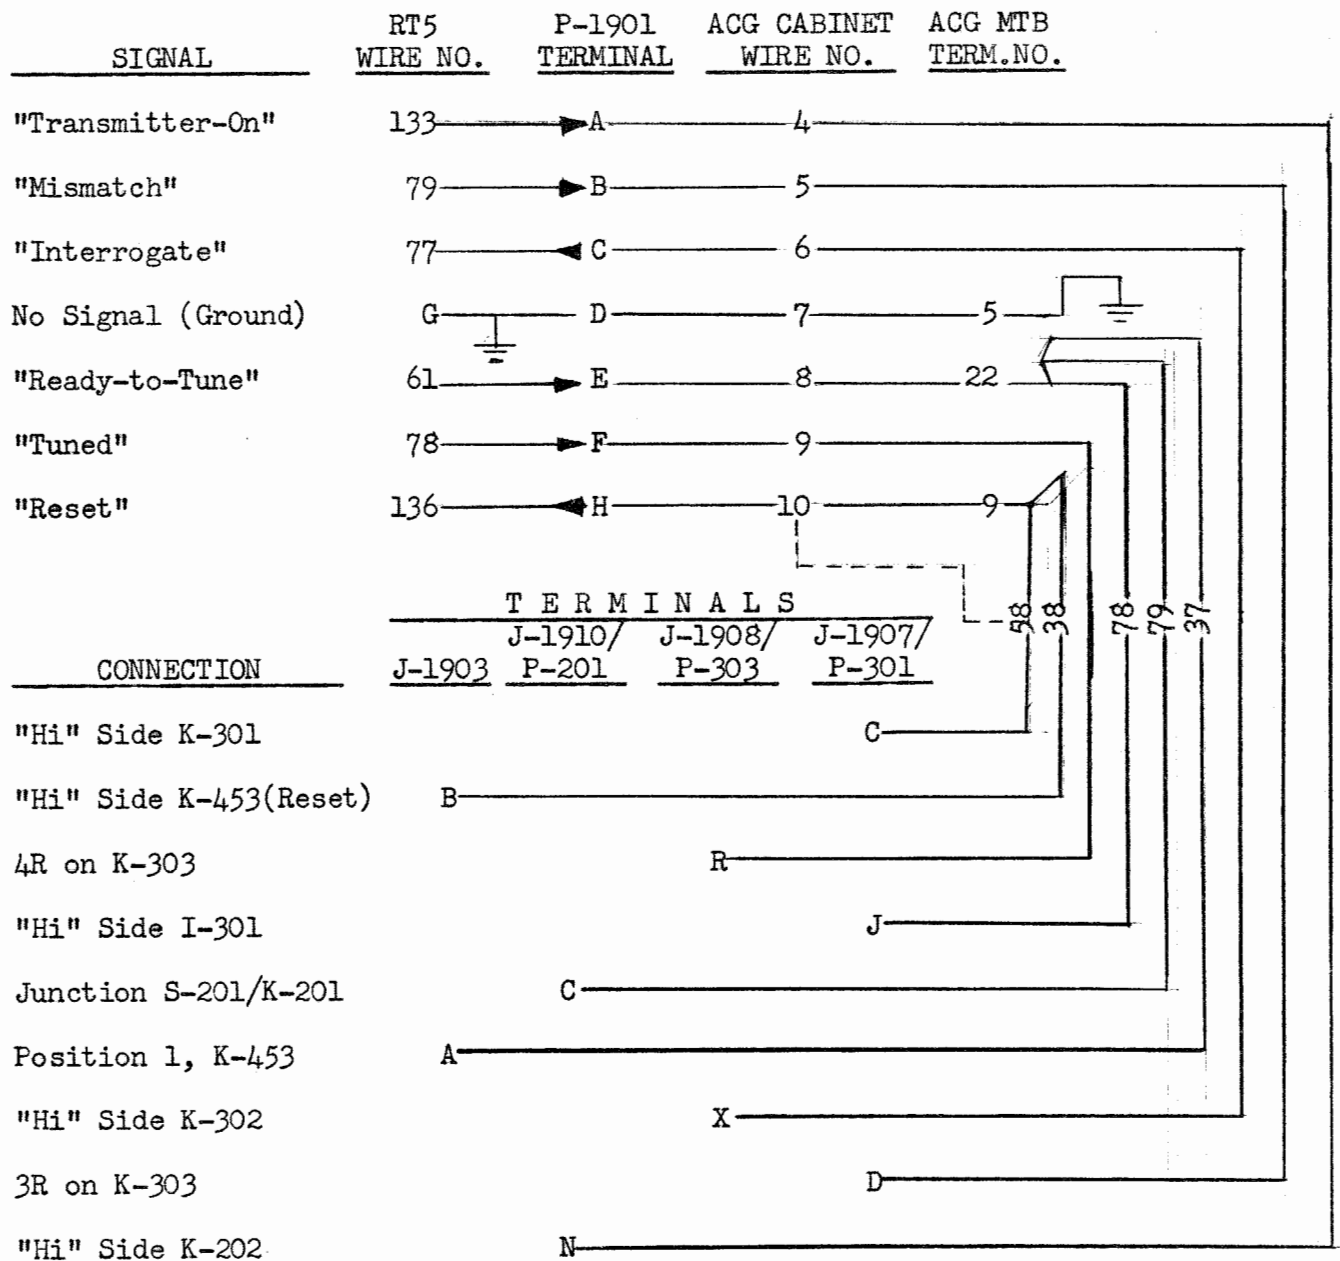 RT5 P-1901 ACG CABINET ACG MTB
SIGNAL WIRE NO. TERMINAL WIRE NO. TERM.NO.
"Transmitter-On" 133 A 4
"Mismatch" 79 B 5
"Interrogate" 77 C 6
No Signal (Ground) G D 7 5
"Ready-to-Tune" 61 E 8 22
"Tuned" 78 F 9
"Reset" 136 H 10 9
58 38 78 79 37
T E R M I N A L S
J-1910/ J-1908/ J-1907/
CONNECTION J-1903 P-201 P-303 P-301
"Hi" Side K-301 C
"Hi" Side K-453(Reset) B
4R on K-303 R
"Hi" Side I-301 J
Junction S-201/K-201 C
Position 1, K-453 A
"Hi" Side K-302 X
3R on K-303 D
"Hi" Side K-202 N